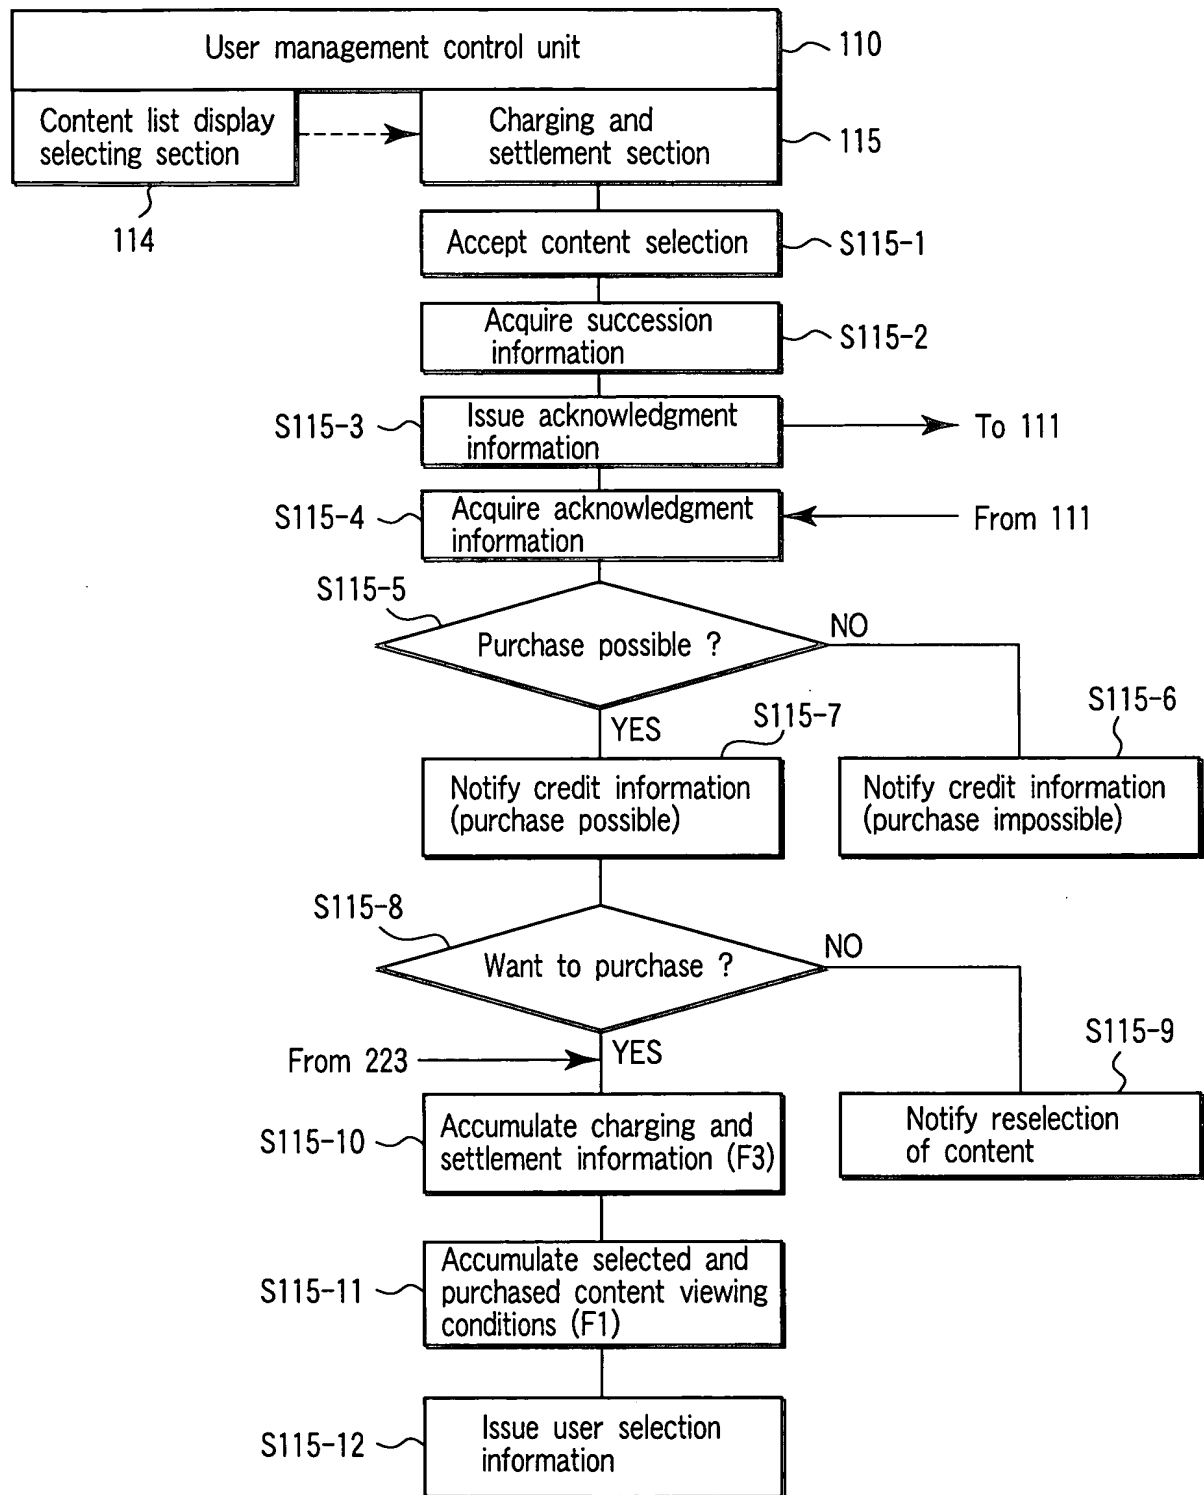 User management control unit
110
Content list display
selecting section
Charging and
settlement section
115
114
Accept content selection
S115-1
Acquire succession
information
S115-2
S115-3
Issue acknowledgment
information
To 111
S115-4
Acquire acknowledgment
information
From 111
S115-5
Purchase possible ?
NO
YES
S115-7
S115-6
Notify credit information
(purchase possible)
Notify credit information
(purchase impossible)
S115-8
Want to purchase ?
NO
YES
From 223
S115-9
S115-10
Accumulate charging and
settlement information (F3)
Notify reselection
of content
S115-11
Accumulate selected and
purchased content viewing
conditions (F1)
S115-12
Issue user selection
information